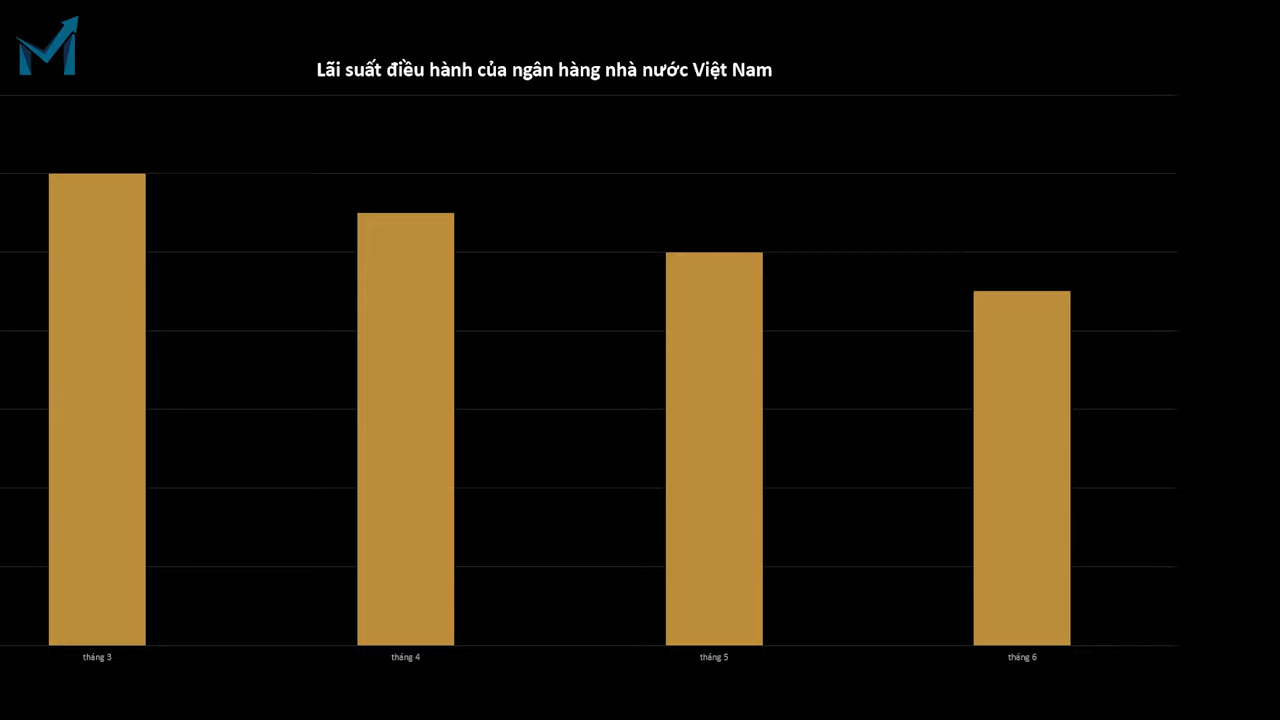 Lãi suất điều hành của ngân hàng nhà nước Việt Nam
tháng 3
tháng 4
tháng 5
tháng 6